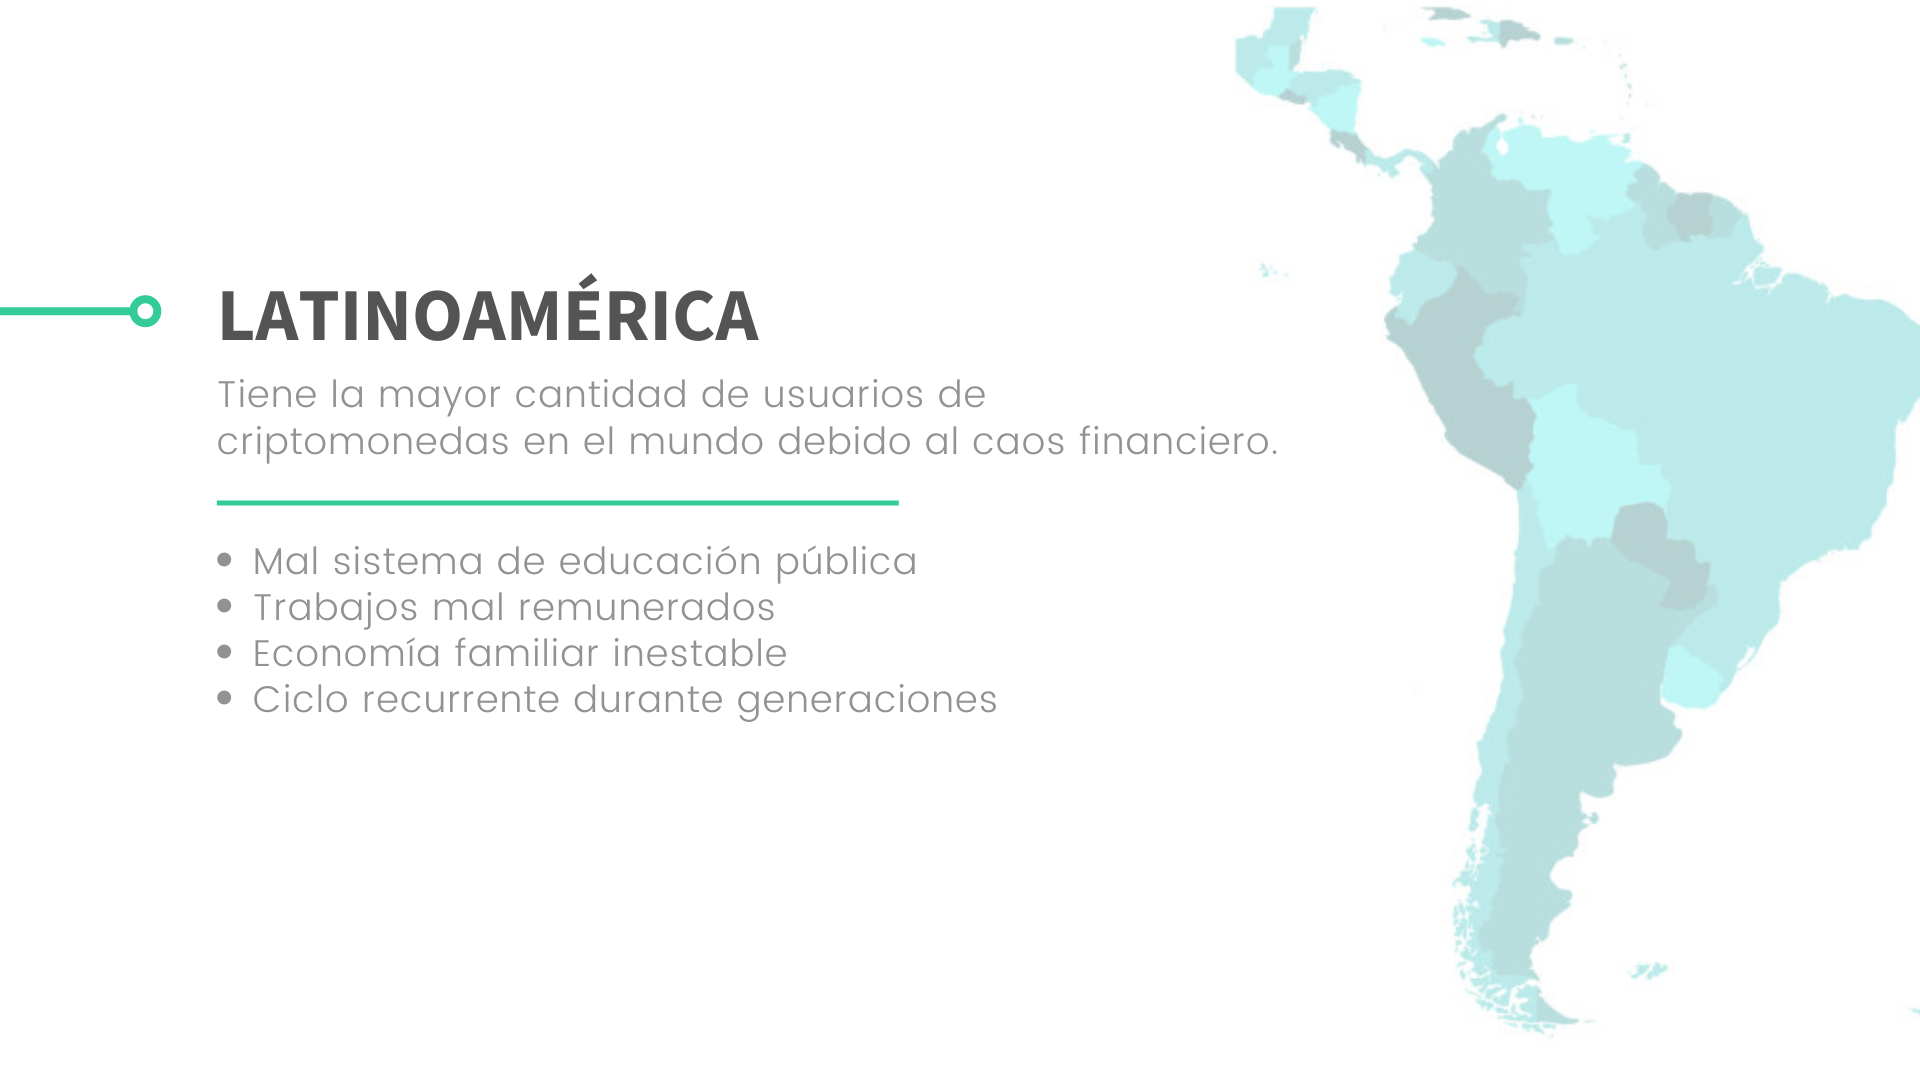 LATINOAMÉRICA
Tiene la mayor cantidad de usuarios de
criptomonedas en el mundo debido al caos financiero.
• Mal sistema de educación pública
• Trabajos mal remunerados
• Economía familiar inestable
• Ciclo recurrente durante generaciones